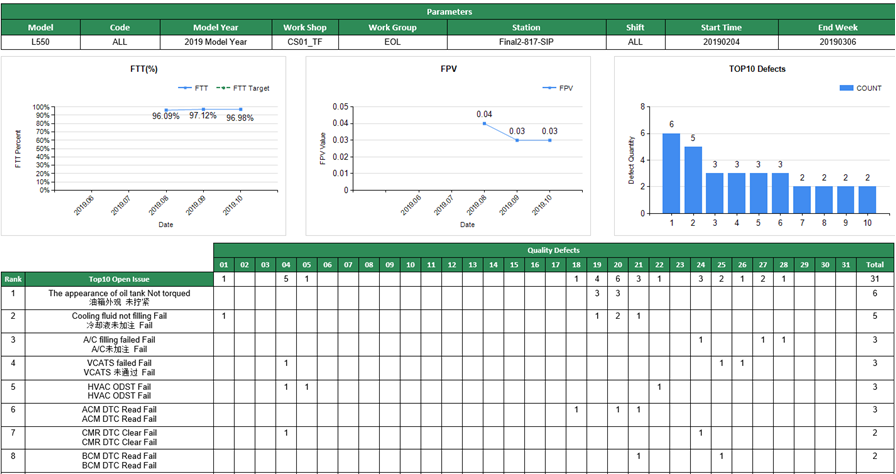 Parameters
Model Code Model Year Work Shop Work Group Station Shift Start Time End Week
L550 ALL 2019 Model Year CS01_TF EOL Final2-817-SIP ALL 20190204 20190306
FTT(%)
FTT FTT Target
100%
90%
80%
70%
60%
50%
40%
30%
20%
10%
0%
96.09% 97.12% 96.98%
FTT Percent
2019.06 2019.07 2019.08 2019.09 2019.10
Date
FPV
FPV
0.05
0.04
0.03
0.02
0.01
0
0.04 0.03 0.03
FPV Value
2019.06 2019.07 2019.08 2019.09 2019.10
Date
TOP10 Defects
COUNT
8
6
4
2
0
6 5 3 3 3 3 2 2 2 2
Defect Quantity
1 2 3 4 5 6 7 8 9 10
Quality Defects
01 02 03 04 05 06 07 08 09 10 11 12 13 14 15 16 17 18 19 20 21 22 23 24 25 26 27 28 29 30 31 Total
Rank Top10 Open Issue 1 5 1 1 4 6 3 1 3 2 1 2 1 31
1 The appearance of oil tank Not torqued 3 3 6
油箱外观 未拧紧
2 Cooling fluid not filling Fail 1 1 2 1 5
冷却液未加注 Fail
3 A/C filling failed Fail 1 1 1 3
A/C未加注 Fail
4 VCATS failed Fail 1 1 1 3
VCATS 未通过 Fail
5 HVAC ODST Fail 1 1 1 3
HVAC ODST Fail
6 ACM DTC Read Fail 1 1 1 3
ACM DTC Read Fail
7 CMR DTC Clear Fail 1 1 2
CMR DTC Clear Fail
8 BCM DTC Read Fail 1 1 2
BCM DTC Read Fail